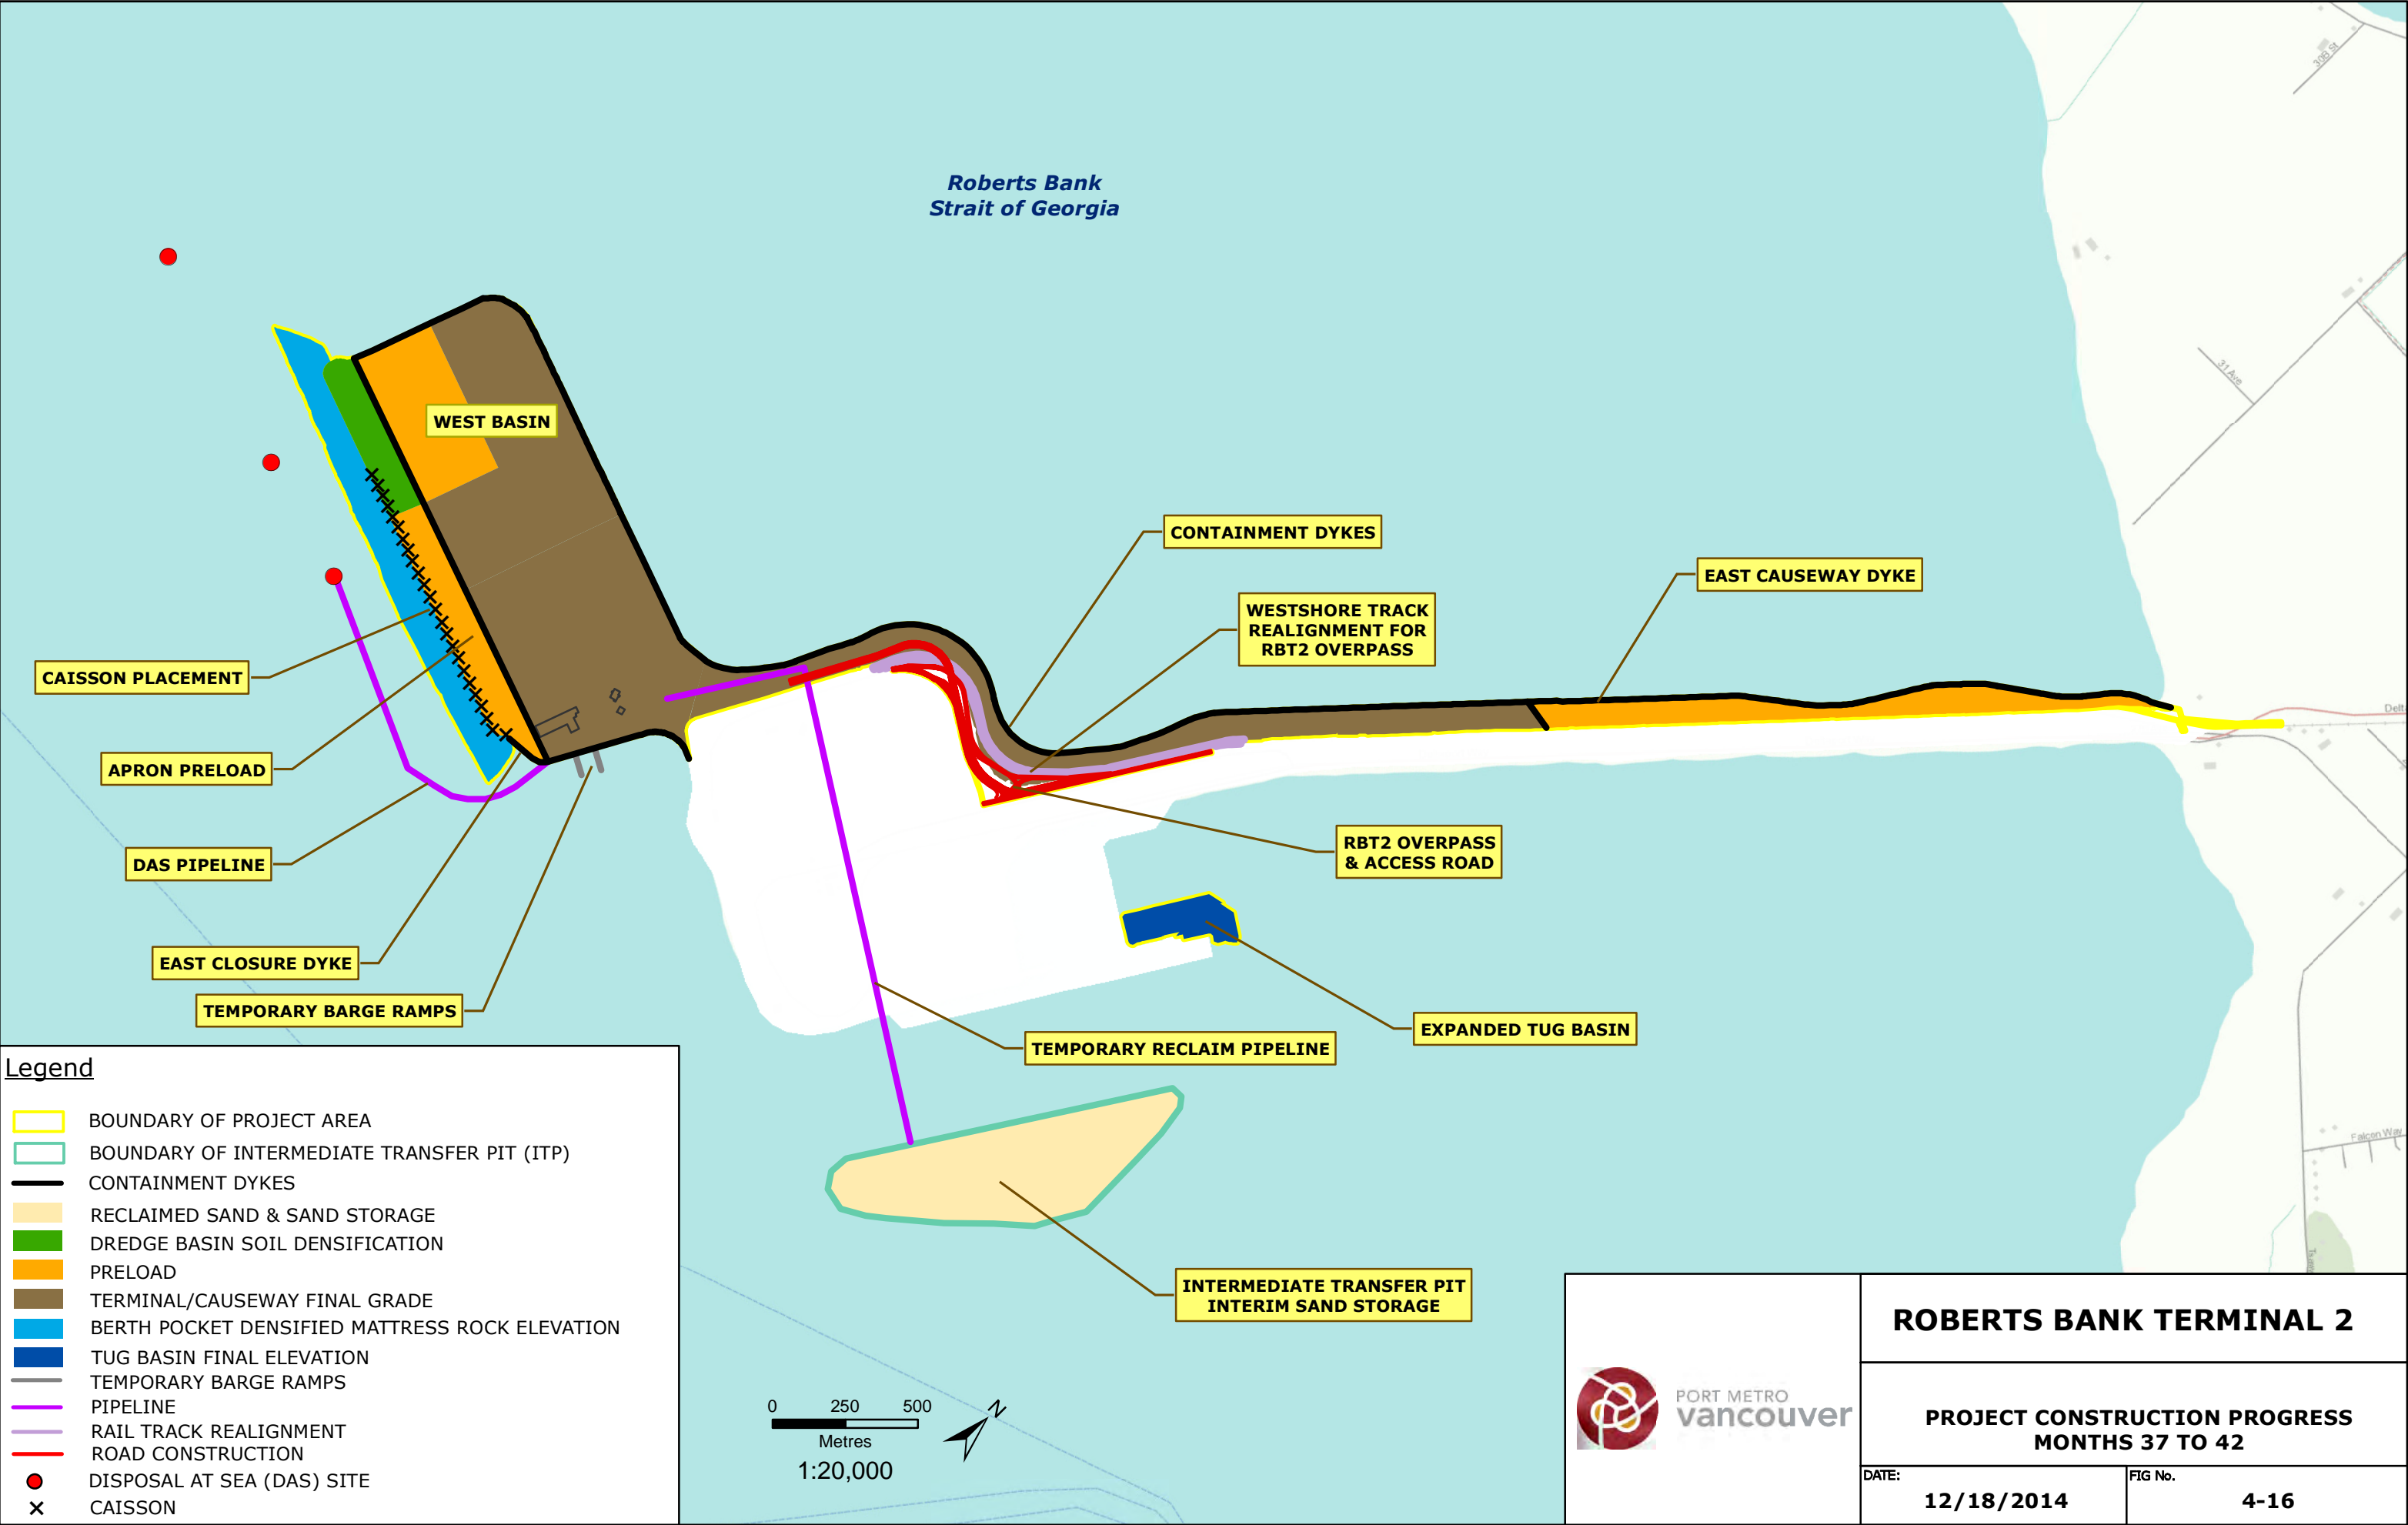 30B St
Roberts Bank
Strait of Georgia
31 Ave
WEST BASIN
CONTAINMENT DYKES
EAST CAUSEWAY DYKE
WESTSHORE TRACK
REALIGNMENT FOR
RBT2 OVERPASS
CAISSON PLACEMENT
APRON PRELOAD
DAS PIPELINE
RBT2 OVERPASS
& ACCESS ROAD
EAST CLOSURE DYKE
TEMPORARY BARGE RAMPS
EXPANDED TUG BASIN
TEMPORARY RECLAIM PIPELINE
Falcon Way
INTERMEDIATE TRANSFER PIT
INTERIM SAND STORAGE
Legend
BOUNDARY OF PROJECT AREA
BOUNDARY OF INTERMEDIATE TRANSFER PIT (ITP)
CONTAINMENT DYKES
RECLAIMED SAND & SAND STORAGE
DREDGE BASIN SOIL DENSIFICATION
PRELOAD
TERMINAL/CAUSEWAY FINAL GRADE
BERTH POCKET DENSIFIED MATTRESS ROCK ELEVATION
TUG BASIN FINAL ELEVATION
TEMPORARY BARGE RAMPS
PIPELINE
RAIL TRACK REALIGNMENT
ROAD CONSTRUCTION
DISPOSAL AT SEA (DAS) SITE
CAISSON
0 250 500
Metres
1:20,000
N
PORT METRO
vancouver
ROBERTS BANK TERMINAL 2
PROJECT CONSTRUCTION PROGRESS
MONTHS 37 TO 42
DATE:
12/18/2014
FIG No.
4-16